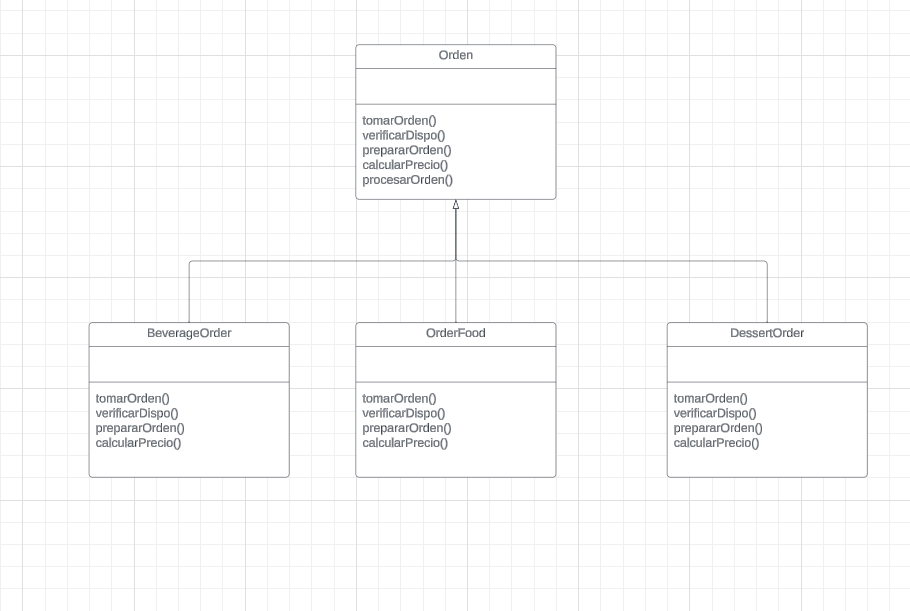 Orden
tomarOrden()
verificarDispo()
prepararOrden()
calcularPrecio()
procesarOrden()
BeverageOrder
tomarOrden()
verificarDispo()
prepararOrden()
calcularPrecio()
OrderFood
tomarOrden()
verificarDispo()
prepararOrden()
calcularPrecio()
DessertOrder
tomarOrden()
verificarDispo()
prepararOrden()
calcularPrecio()